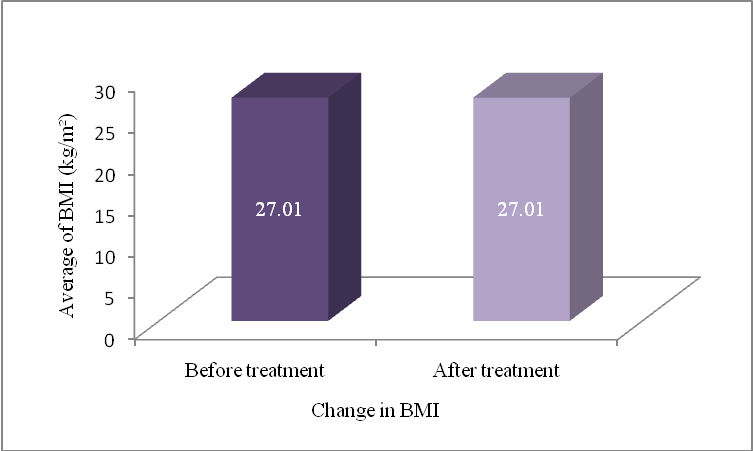 Average of BMI (kg/m²)
30
25
20
15
10
5
0
27.01
27.01
Before treatment
After treatment
Change in BMI